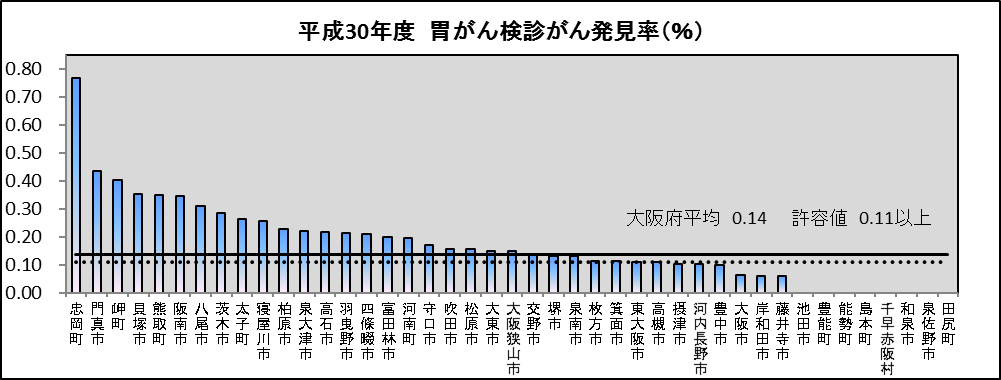 平成30年度 胃がん検診がん発見率(%)
0.80
0.70
0.60
0.50
0.40
0.30
0.20
0.10
0.00
大阪府平均 0.14 許容値 0.11以上
忠岡町
門真市
岬町
貝塚市
熊取町
阪南市
八尾市
茨木市
太子町
寝屋川市
柏原市
泉大津市
高石市
羽曳野市
四條畷市
富田林市
河南町
守口市
吹田市
松原市
大東市
大阪狭山市
交野市
堺市
泉南市
枚方市
箕面市
東大阪市
高槻市
摂津市
河内長野市
豊中市
大阪市
岸和田市
藤井寺市
池田市
豊能町
能勢町
島本町
千早赤阪村
和泉市
泉佐野市
田尻町